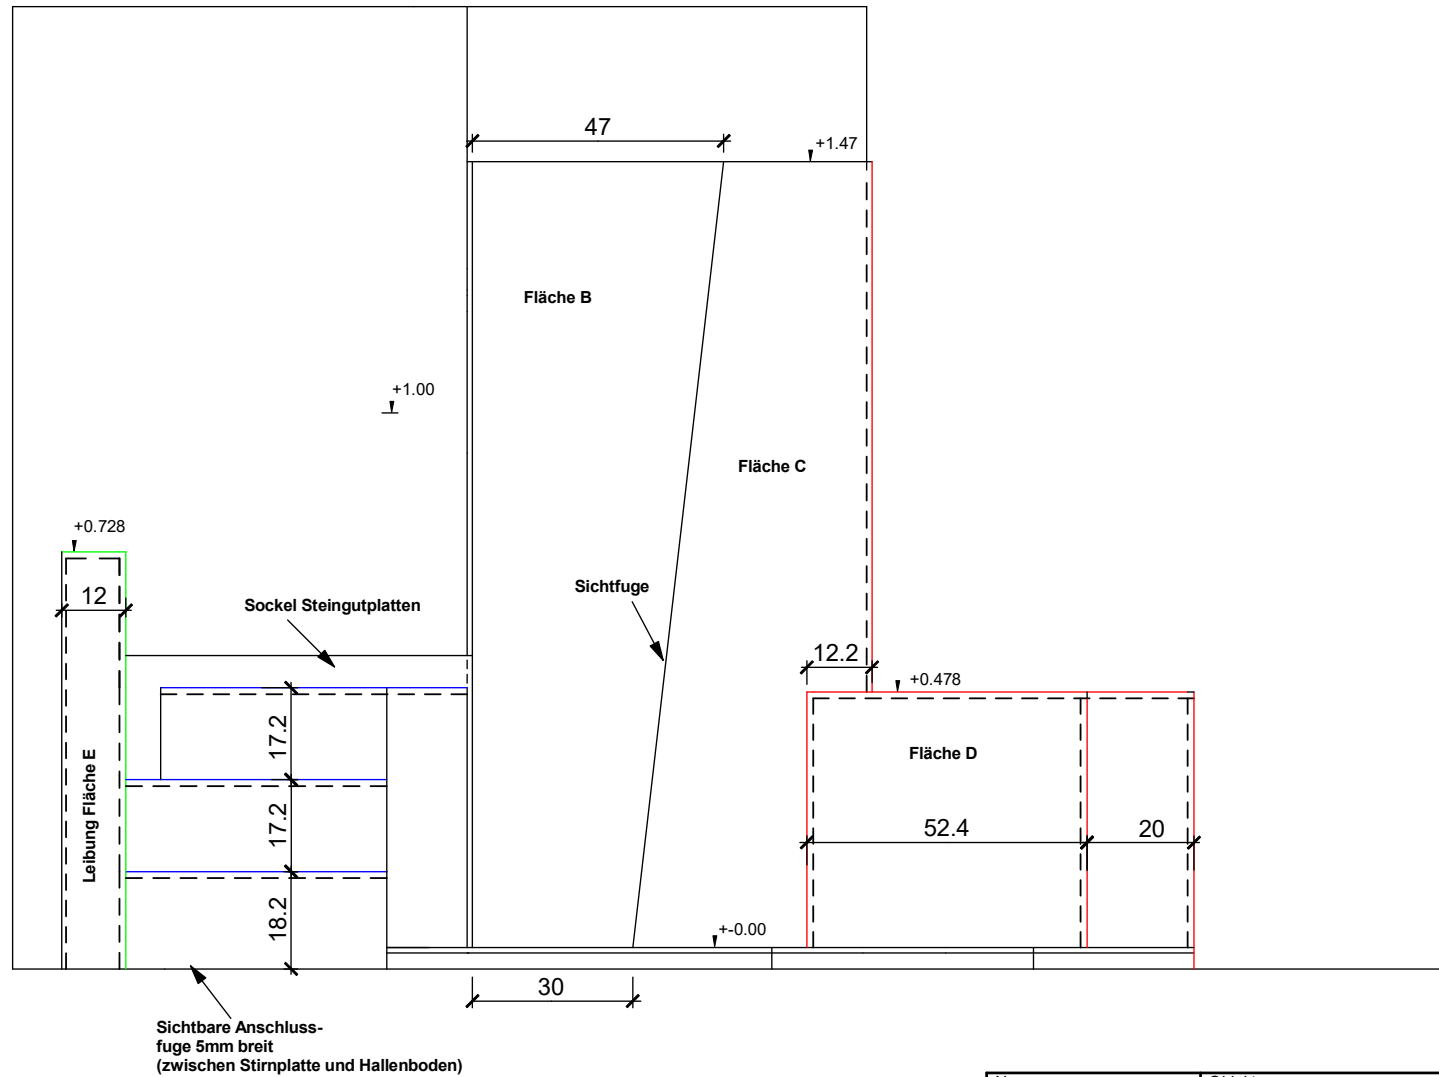 47
+1.47
Fläche B
+1.00
Fläche C
+0.728
12
Sockel Steingutplatten
Sichtfuge
12.2
+0.478
17.2
Fläche D
Leibung Fläche E
17.2
52.4
20
18.2
+-0.00
30
Sichtbare Anschluss-
fuge 5mm breit
(zwischen Stirnplatte und Hallenboden)